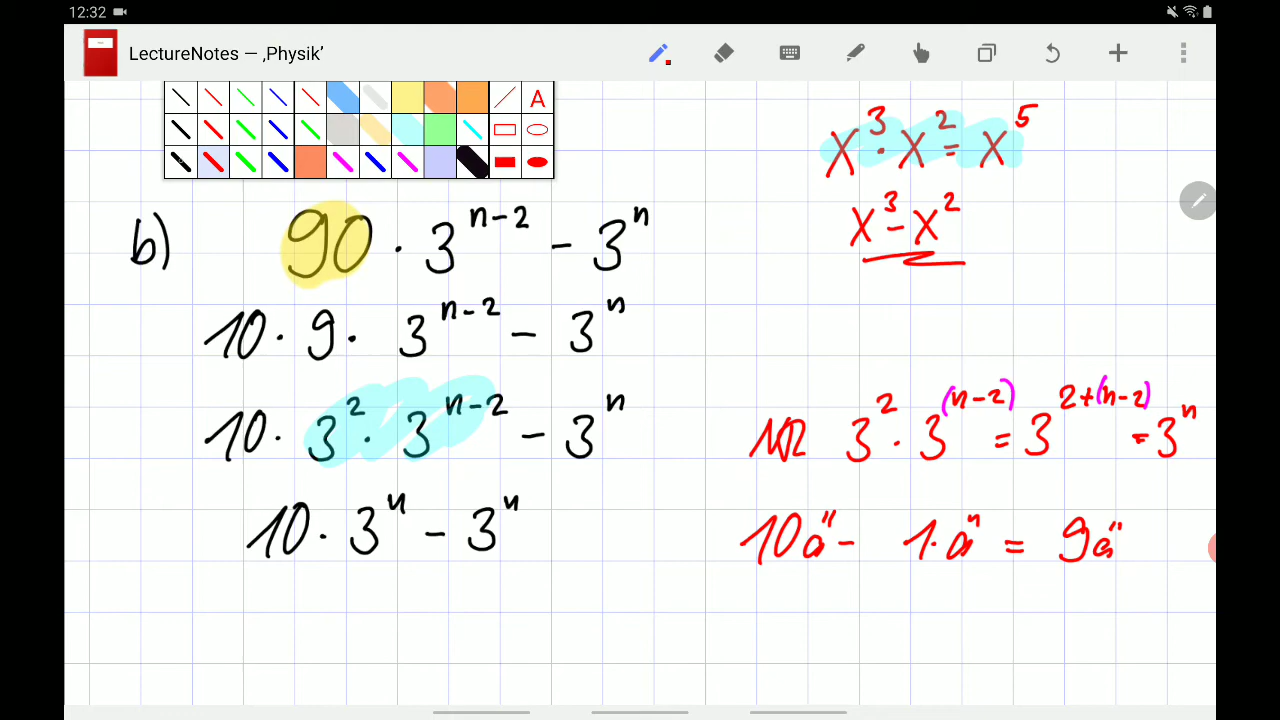 12:32
LectureNotes — ‚Physik’
A
x³ · x² = x⁵
x³ - x²
b) 90 · 3ⁿ⁻² - 3ⁿ
10 · 9 · 3ⁿ⁻² - 3ⁿ
10 · 3² · 3ⁿ⁻² - 3ⁿ
NR 3² · 3⁽ⁿ⁻²⁾ = 3²⁺⁽ⁿ⁻²⁾ = 3ⁿ
10 · 3ⁿ - 3ⁿ
10aⁿ - 1·aⁿ = 9aⁿ